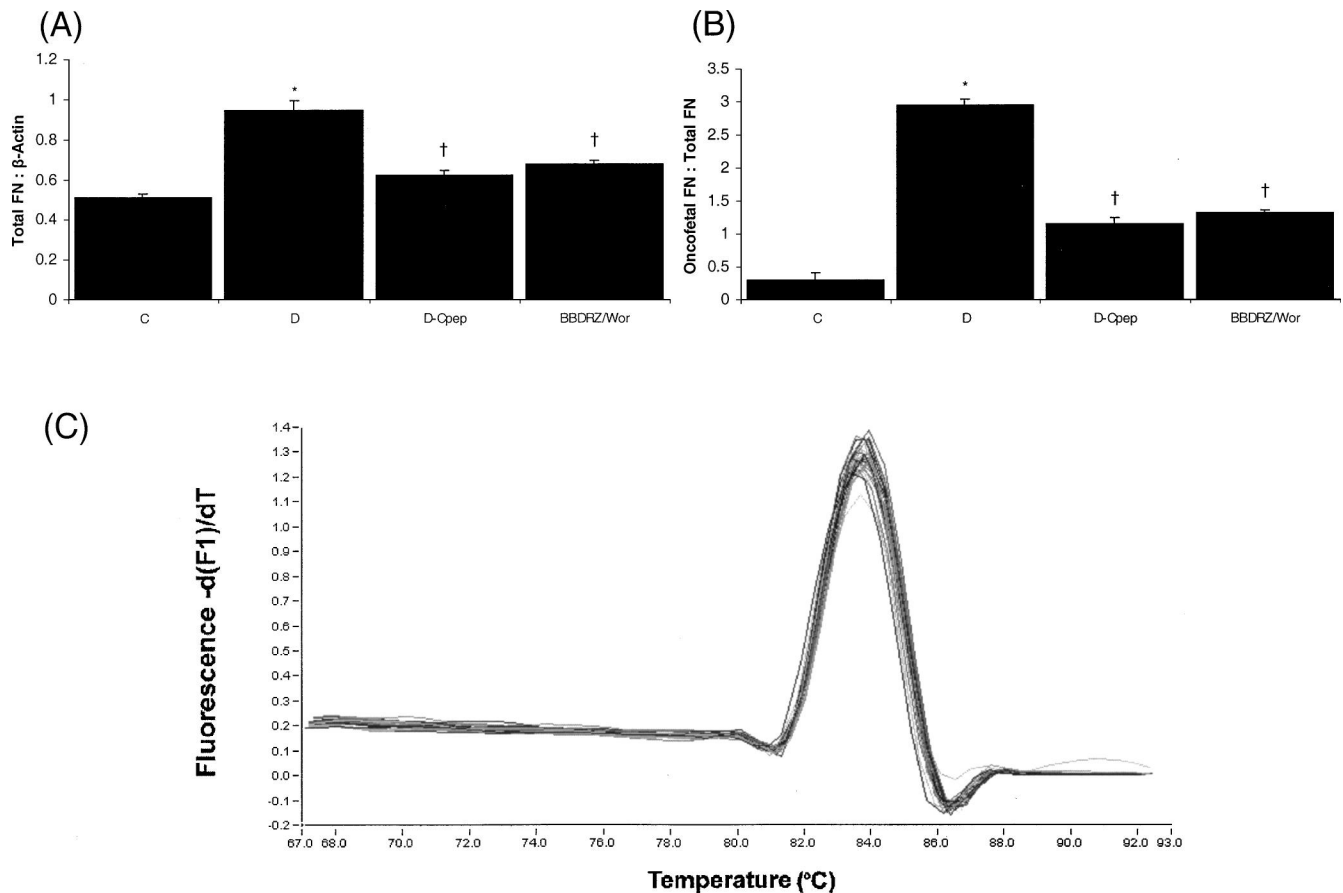 (A)
Total FN : β-Actin
1.2
1
0.8
0.6
0.4
0.2
0
*
†
†
C
D
D-Cpep
BBDRZ/Wor
(B)
Oncofetal FN : Total FN
3.5
3
2.5
2
1.5
1
0.5
0
*
†
†
C
D
D-Cpep
BBDRZ/Wor
(C)
Fluorescence -d(F1)/dT
1.4
1.3
1.2
1.1
1.0
0.9
0.8
0.7
0.6
0.5
0.4
0.3
0.2
0.1
0.0
-0.1
-0.2
67.0 68.0 70.0 72.0 74.0 76.0 78.0 80.0 82.0 84.0 86.0 88.0 90.0 92.0 93.0
Temperature (°C)